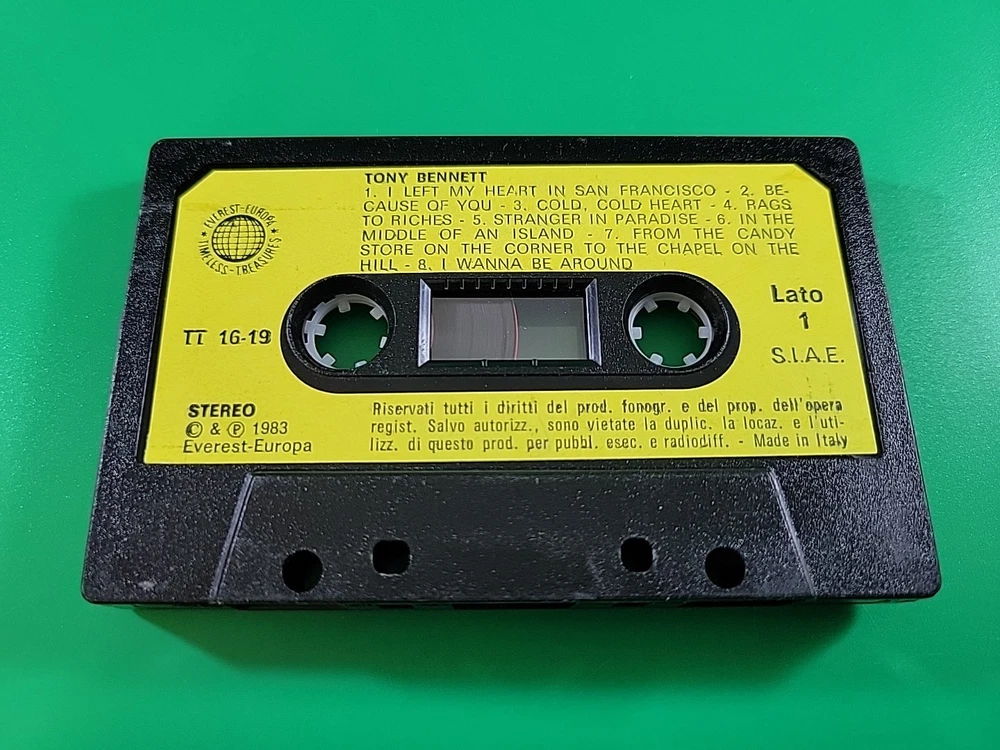 TONY BENNETT
1. I LEFT MY HEART IN SAN FRANCISCO - 2. BE-
CAUSE OF YOU - 3. COLD, COLD HEART - 4. RAGS
TO RICHES - 5. STRANGER IN PARADISE - 6. IN THE
MIDDLE OF AN ISLAND - 7. FROM THE CANDY
STORE ON THE CORNER TO THE CHAPEL ON THE
HILL - 8. I WANNA BE AROUND
★ EVEREST-EUROPA ★
TIMELESS-TREASURES
TT 16-19
Lato
1
S.I.A.E.
STEREO
© & ℗ 1983
Everest-Europa
Riservati tutti i diritti del prod. fonogr. e del prop. dell'opera
regist. Salvo autorizz., sono vietate la duplic. la locaz. e l'uti-
lizz. di questo prod. per pubbl. esec. e radiodiff. - Made in Italy